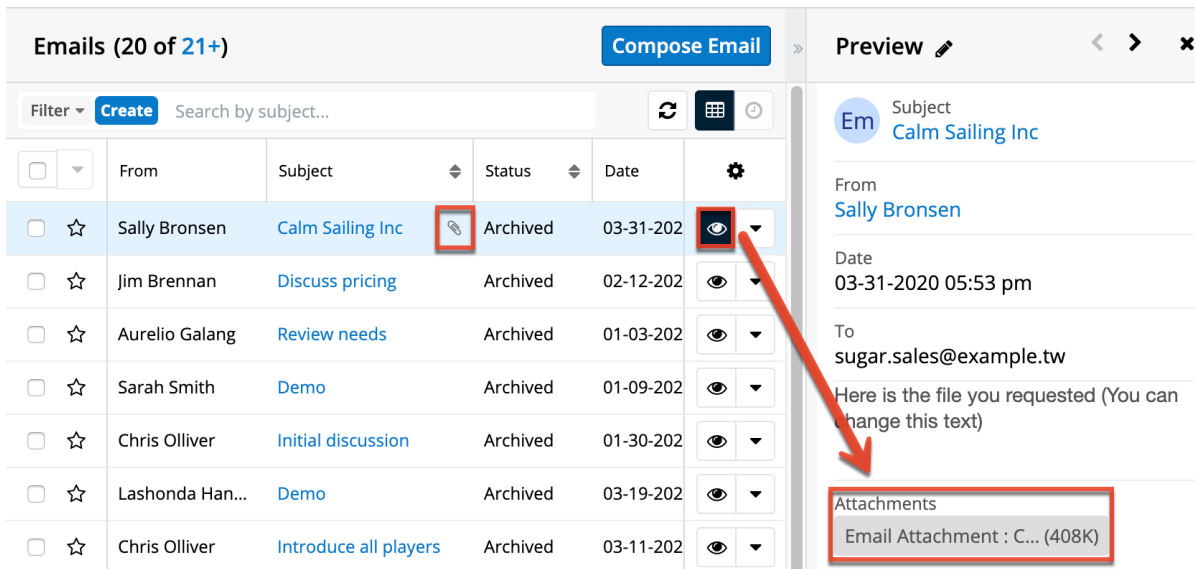 Emails (20 of 21+)
Compose Email
»
Preview
Filter
Create
Search by subject...
From
Subject
Status
Date
Sally Bronsen Calm Sailing Inc Archived 03-31-202
Jim Brennan Discuss pricing Archived 02-12-202
Aurelio Galang Review needs Archived 01-03-202
Sarah Smith Demo Archived 01-09-202
Chris Olliver Initial discussion Archived 01-30-202
Lashonda Han... Demo Archived 03-19-202
Chris Olliver Introduce all players Archived 03-11-202
Em
Subject
Calm Sailing Inc
From
Sally Bronsen
Date
03-31-2020 05:53 pm
To
sugar.sales@example.tw
Here is the file you requested (You can
change this text)
Attachments
Email Attachment : C... (408K)